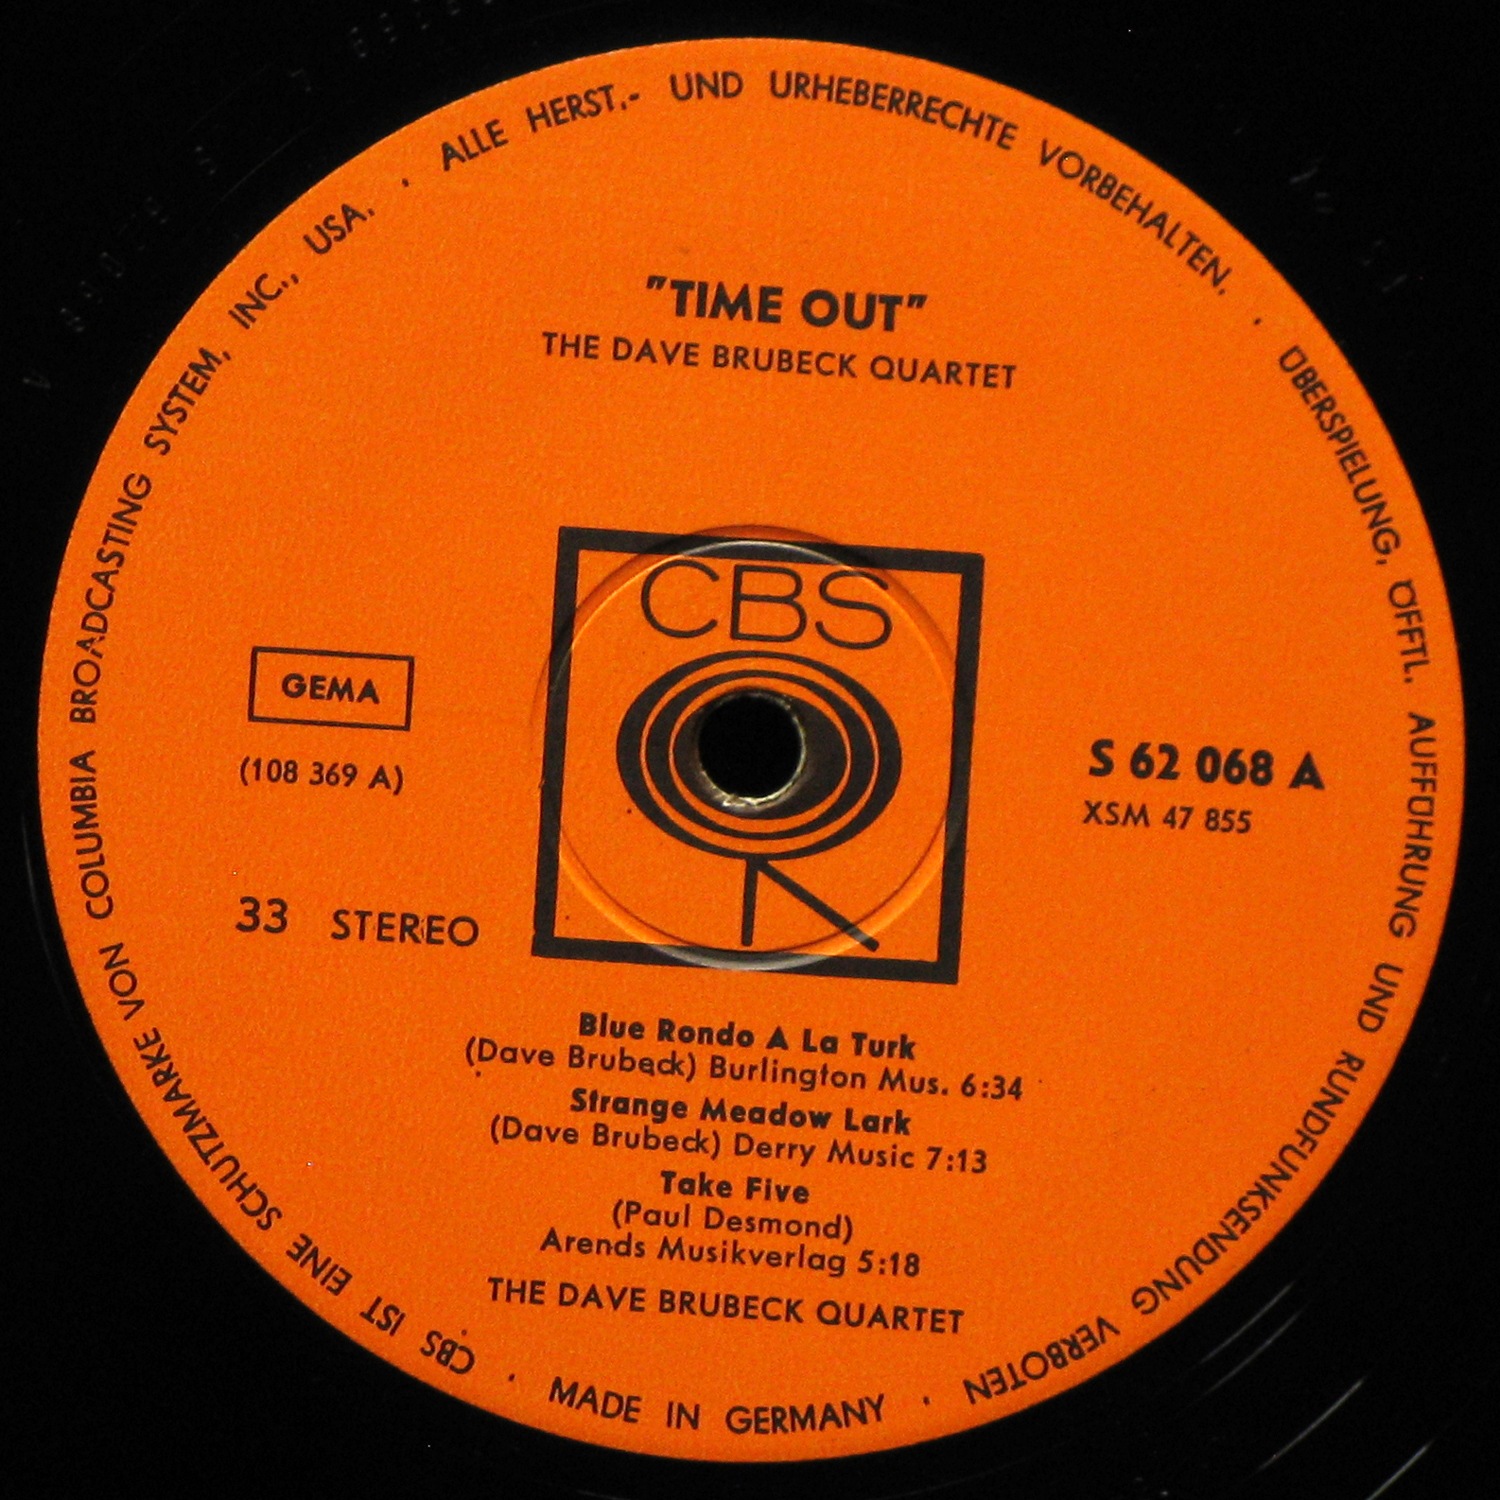 ALLE HERST.- UND URHEBERRECHTE VORBEHALTEN. · ÜBERSPIELUNG, ÖFFTL. AUFFÜHRUNG UND RUNDFUNKSENDUNG VERBOTEN ·
"TIME OUT"
THE DAVE BRUBECK QUARTET
CBS
GEMA
(108 369 A)
33 STEREO
S 62 068 A
XSM 47 855
Blue Rondo A La Turk
(Dave Brubeck) Burlington Mus. 6:34
Strange Meadow Lark
(Dave Brubeck) Derry Music 7:13
Take Five
(Paul Desmond)
Arends Musikverlag 5:18
THE DAVE BRUBECK QUARTET
MADE IN GERMANY ·
CBS IST EINE SCHUTZMARKE VON COLUMBIA BROADCASTING SYSTEM, INC., USA. ·